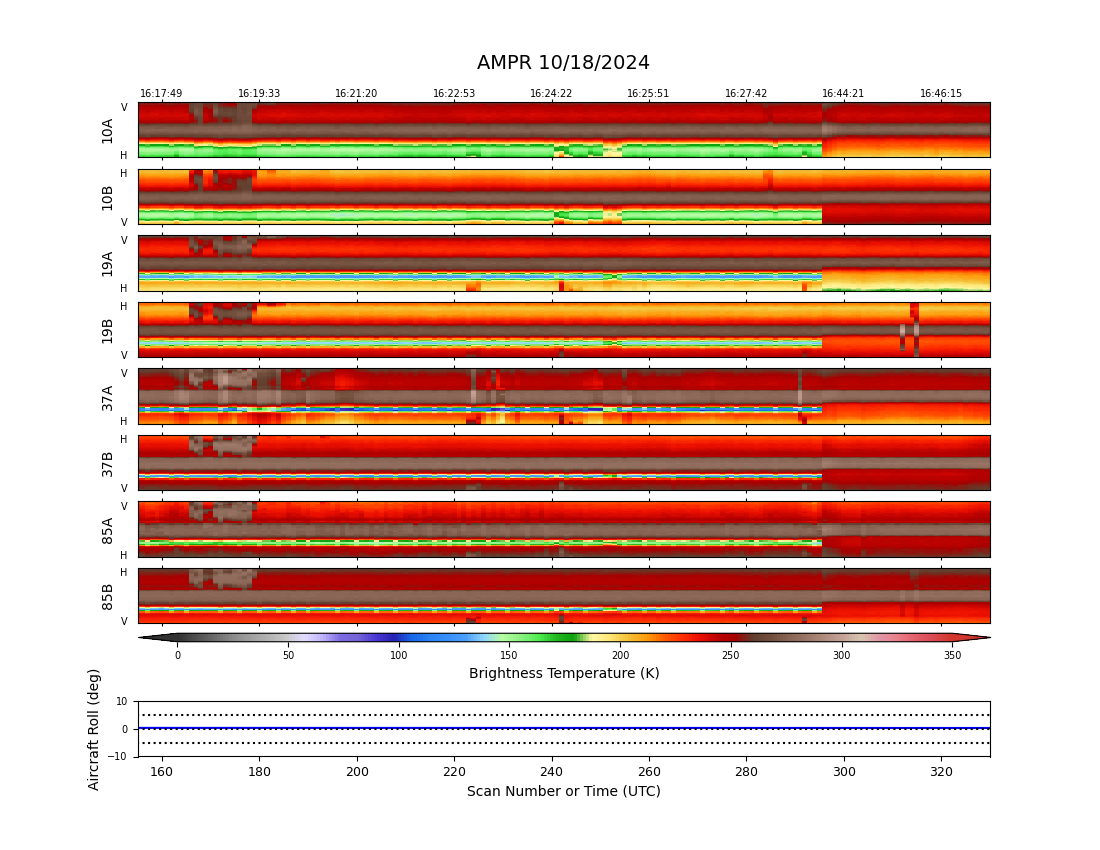 AMPR 10/18/2024
16:17:49 16:19:33 16:21:20 16:22:53 16:24:22 16:25:51 16:27:42 16:44:21 16:46:15
V
10A
H
H
10B
V
V
19A
H
H
19B
V
V
37A
H
H
37B
V
V
85A
H
H
85B
V
0 50 100 150 200 250 300 350
Brightness Temperature (K)
Aircraft Roll (deg)
10
0
−10
160 180 200 220 240 260 280 300 320
Scan Number or Time (UTC)